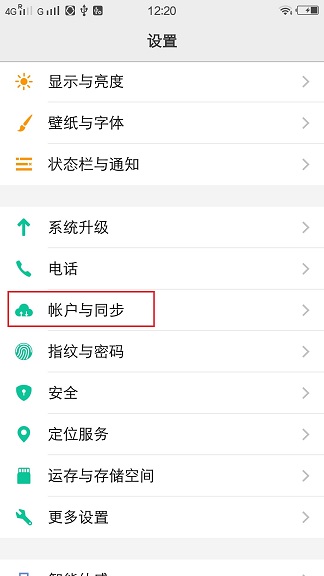 4G R G 12:20
设置
显示与亮度
壁纸与字体
状态栏与通知
系统升级
电话
帐户与同步
指纹与密码
安全
定位服务
运存与存储空间
更多设置